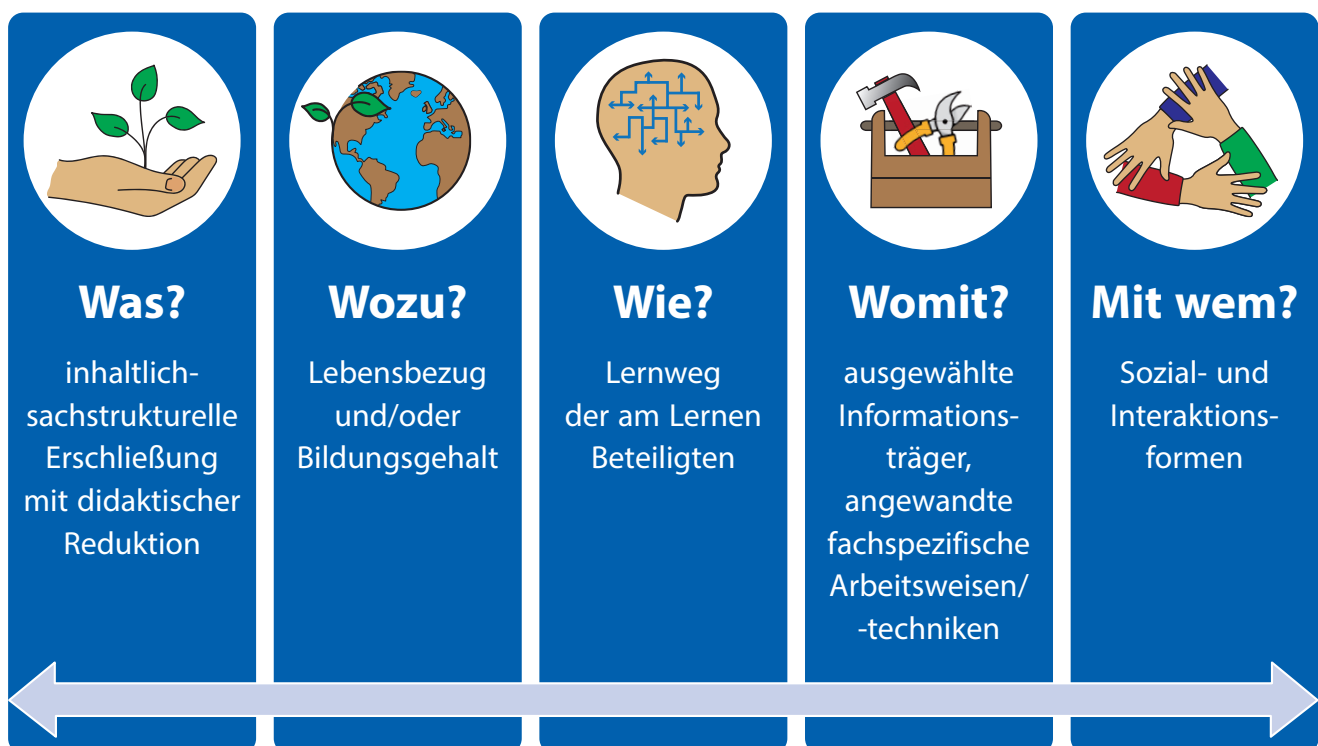 Was?
inhaltlich-
sachstrukturelle
Erschließung
mit didaktischer
Reduktion
Wozu?
Lebensbezug
und/oder
Bildungsgehalt
Wie?
Lernweg
der am Lernen
Beteiligten
Womit?
ausgewählte
Informations-
träger,
angewandte
fachspezifische
Arbeitsweisen/
-techniken
Mit wem?
Sozial- und
Interaktions-
formen